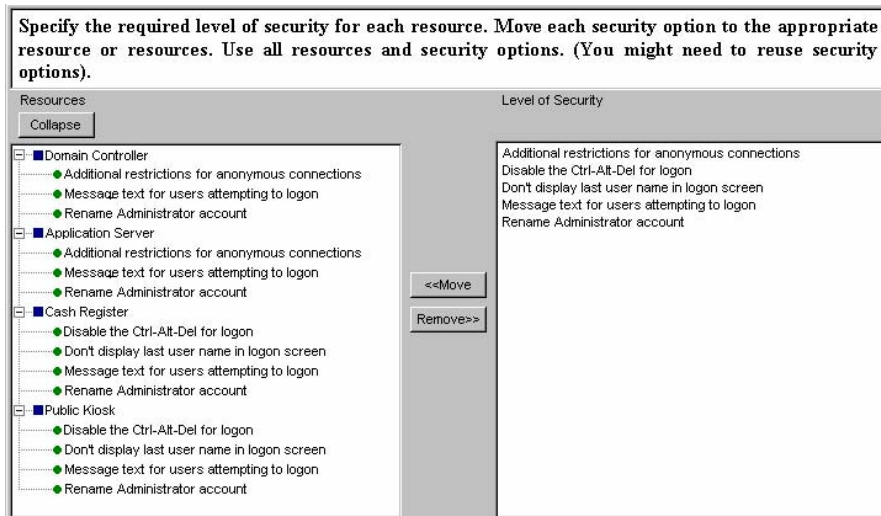 Specify the required level of security for each resource. Move each security option to the appropriate
resource or resources. Use all resources and security options. (You might need to reuse security
options).
Resources
Collapse
Domain Controller
Additional restrictions for anonymous connections
Message text for users attempting to logon
Rename Administrator account
Application Server
Additional restrictions for anonymous connections
Message text for users attempting to logon
Rename Administrator account
Cash Register
Disable the Ctrl-Alt-Del for logon
Don't display last user name in logon screen
Message text for users attempting to logon
Rename Administrator account
Public Kiosk
Disable the Ctrl-Alt-Del for logon
Don't display last user name in logon screen
Message text for users attempting to logon
Rename Administrator account
<<Move
Remove>>
Level of Security
Additional restrictions for anonymous connections
Disable the Ctrl-Alt-Del for logon
Don't display last user name in logon screen
Message text for users attempting to logon
Rename Administrator account